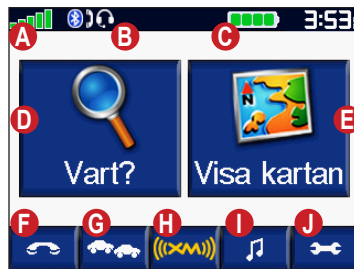 3:53
A B C
D E
Vart? Visa kartan
F G H I J
((XM))